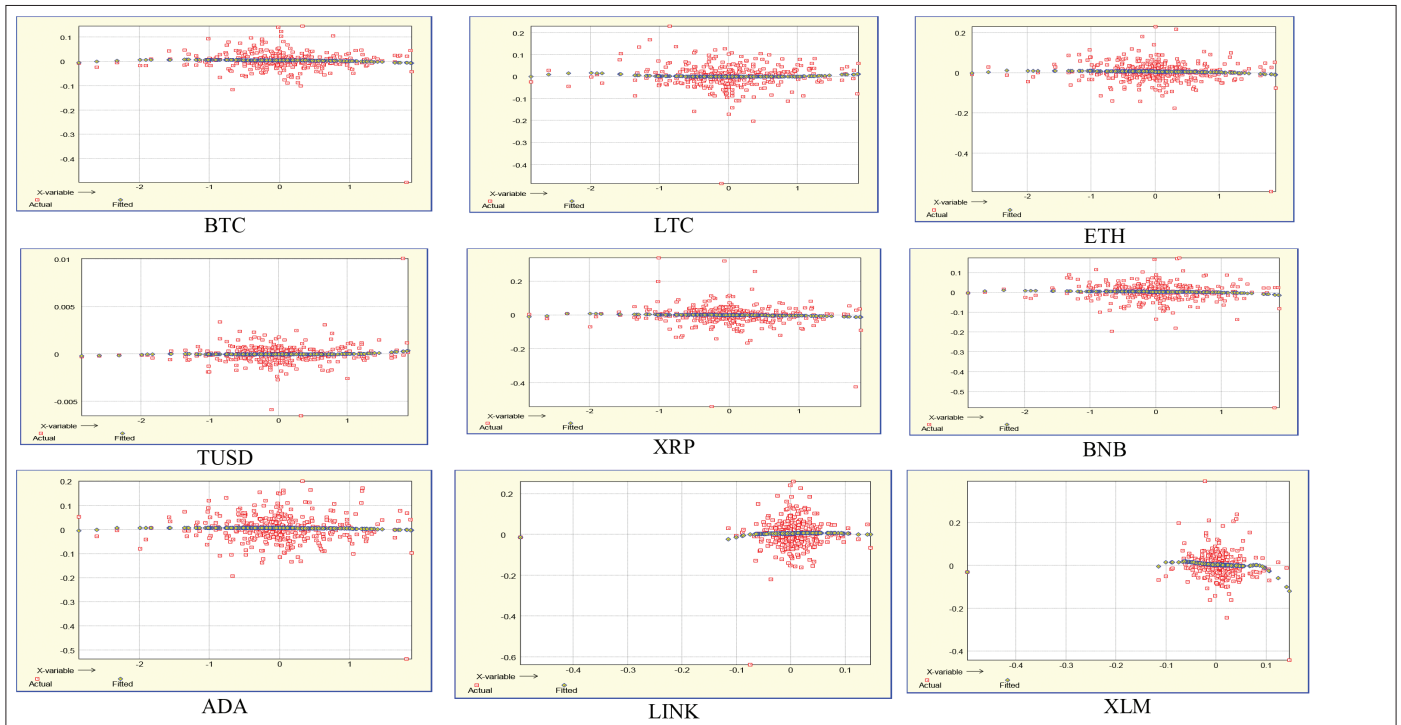 0.1
0
-0.1
-0.2
-0.3
-0.4
-2 -1 0 1
X-variable →
Actual Fitted
BTC
0.2
0.1
0
-0.1
-0.2
-0.3
-0.4
-2 -1 0 1
X-variable →
Actual Fitted
LTC
0.2
0
-0.2
-0.4
-2 -1 0 1
X-variable →
Actual Fitted
ETH
0.01
0.005
0
-0.005
-2 -1 0 1
X-variable →
Actual Fitted
TUSD
0.2
0
-0.2
-0.4
-2 -1 0 1
X-variable →
Actual Fitted
XRP
0.1
0
-0.1
-0.2
-0.3
-0.4
-0.5
-2 -1 0 1
X-variable →
Actual Fitted
BNB
0.2
0.1
0
-0.1
-0.2
-0.3
-0.4
-0.5
-2 -1 0 1
X-variable →
Actual Fitted
ADA
0.2
0
-0.2
-0.4
-0.6
-0.4 -0.3 -0.2 -0.1 0 0.1
X-variable →
Actual Fitted
LINK
0.2
0
-0.2
-0.4
-0.4 -0.3 -0.2 -0.1 0 0.1
X-variable →
Actual Fitted
XLM